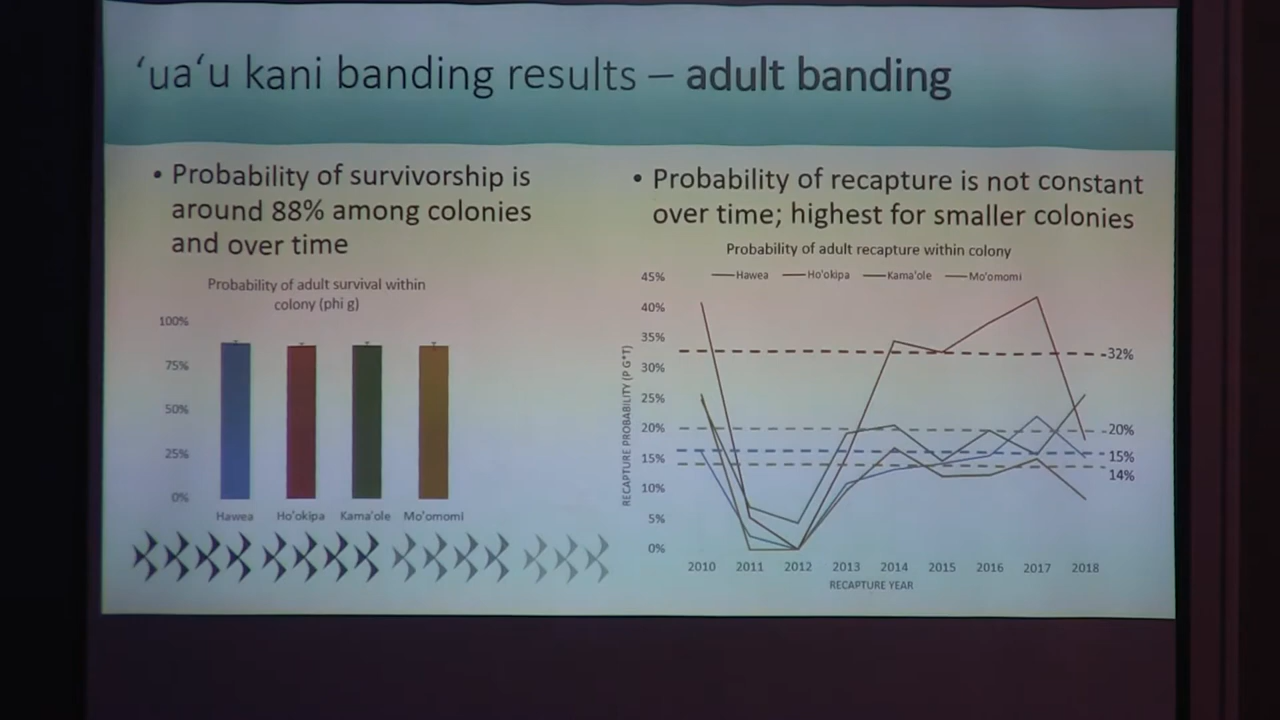 ʻuaʻu kani banding results – adult banding
• Probability of survivorship is
around 88% among colonies
and over time
Probability of adult survival within
colony (phi g)
100%
75%
50%
25%
0%
Hawea Ho'okipa Kama'ole Mo'omomi
• Probability of recapture is not constant
over time; highest for smaller colonies
Probability of adult recapture within colony
Hawea Ho'okipa Kama'ole Mo'omomi
RECAPTURE PROBABILITY (P G*T)
45%
40%
35%
30%
25%
20%
15%
10%
5%
0%
32%
20%
15%
14%
2010 2011 2012 2013 2014 2015 2016 2017 2018
RECAPTURE YEAR